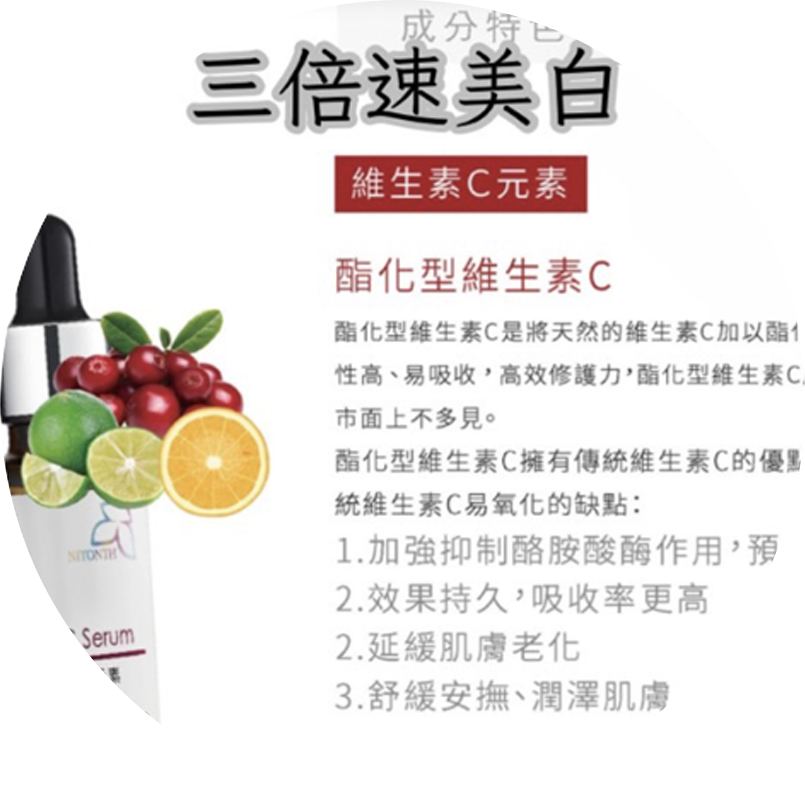 成分特色
三倍速美白
維生素C元素
酯化型維生素C
酯化型維生素C是將天然的維生素C加以酯化
性高、易吸收，高效修護力，酯化型維生素C
市面上不多見。
酯化型維生素C擁有傳統維生素C的優點
統維生素C易氧化的缺點：
1.加強抑制酪胺酸酶作用，預
2.效果持久，吸收率更高
2.延緩肌膚老化
3.舒緩安撫、潤澤肌膚
NITONTH
Serum
素